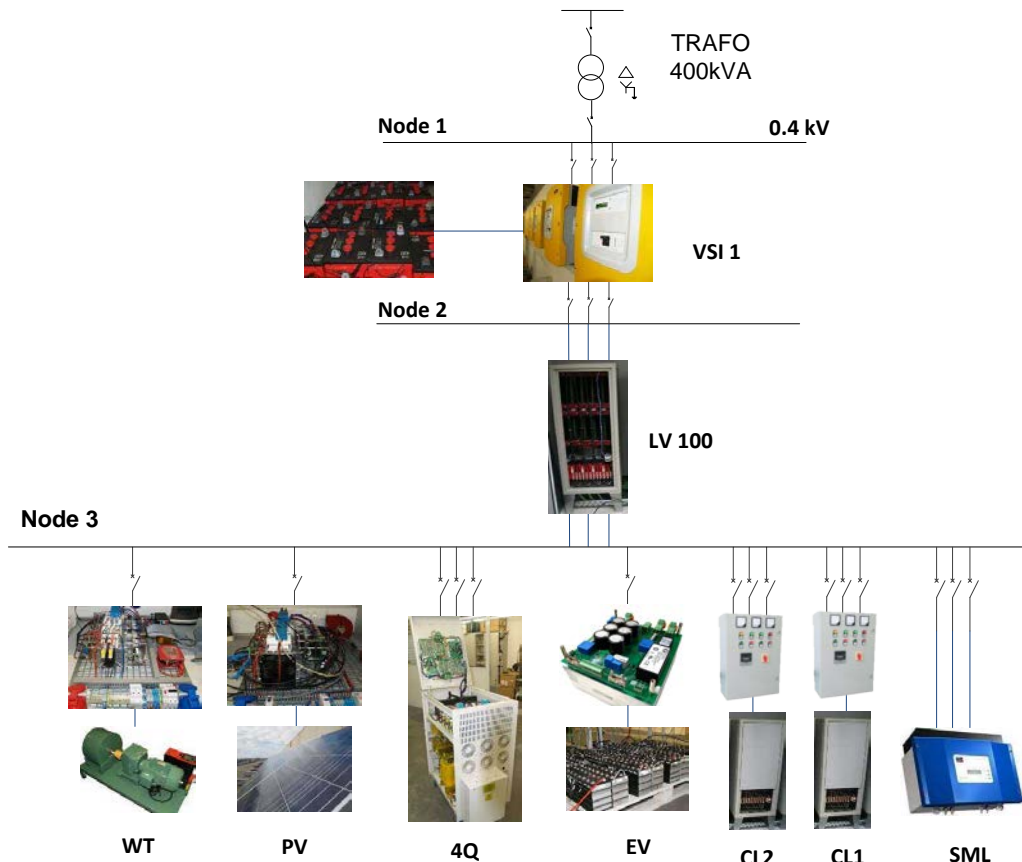 TRAFO
400kVA
Node 1
0.4 kV
VSI 1
Node 2
LV 100
Node 3
WT
PV
4Q
EV
CL2
CL1
SML